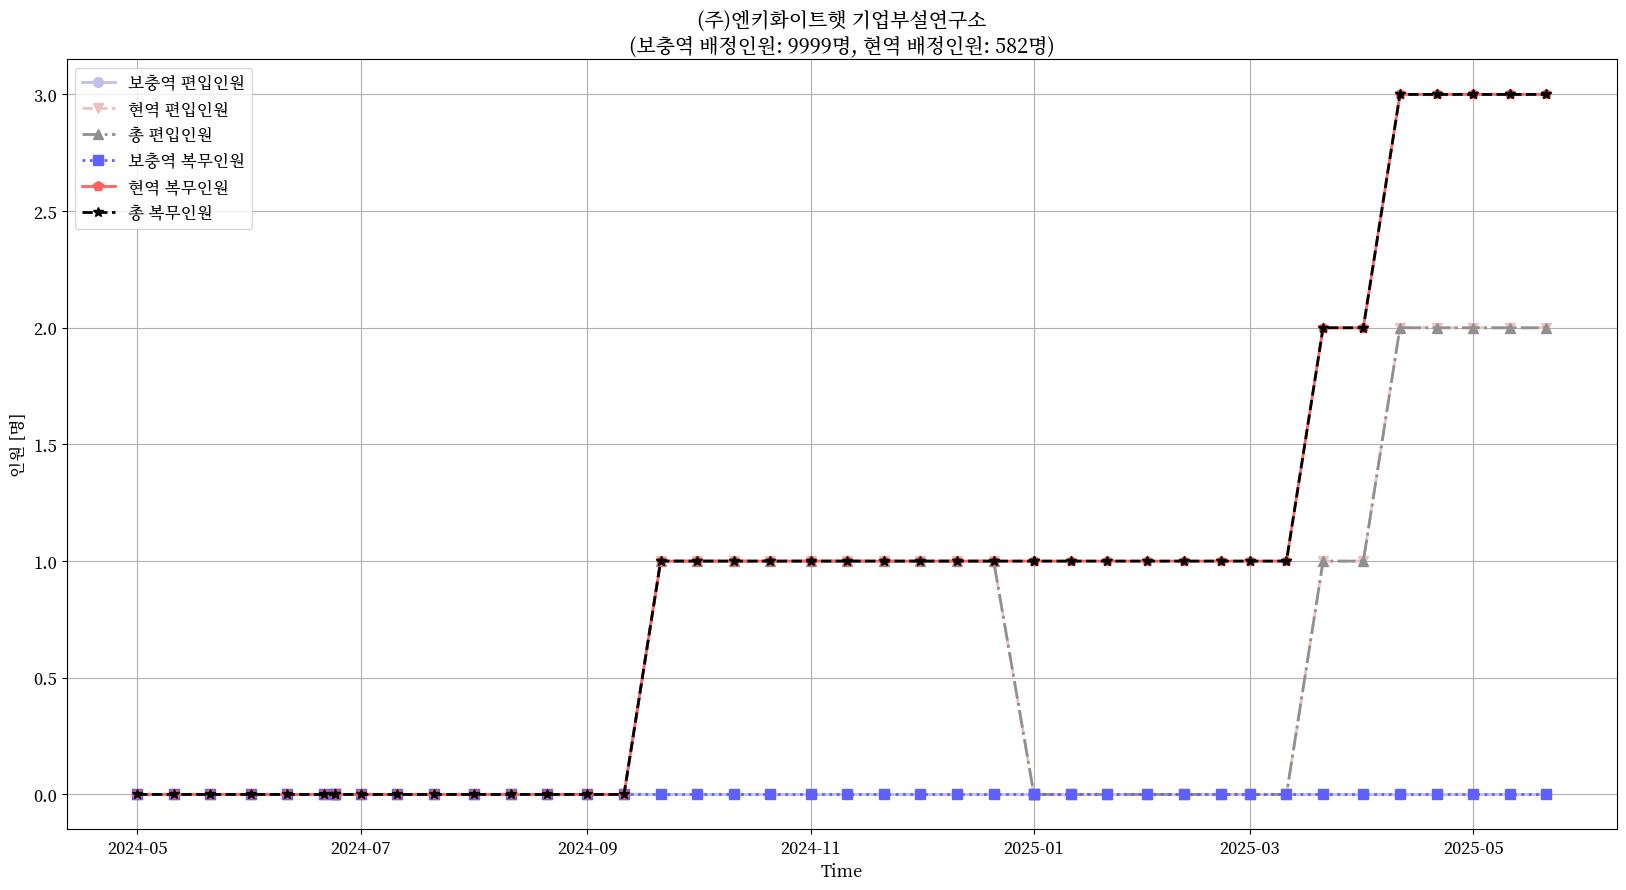 (주)엔키화이트햇 기업부설연구소
(보충역 배정인원: 9999명, 현역 배정인원: 582명)
보충역 편입인원
현역 편입인원
총 편입인원
보충역 복무인원
현역 복무인원
총 복무인원
인원 [명]
3.0
2.5
2.0
1.5
1.0
0.5
0.0
2024-05
2024-07
2024-09
2024-11
2025-01
2025-03
2025-05
Time